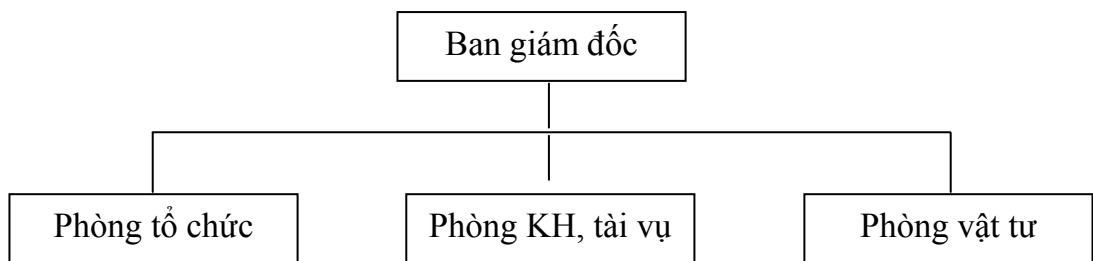 Ban giám đốc
Phòng tổ chức
Phòng KH, tài vụ
Phòng vật tư